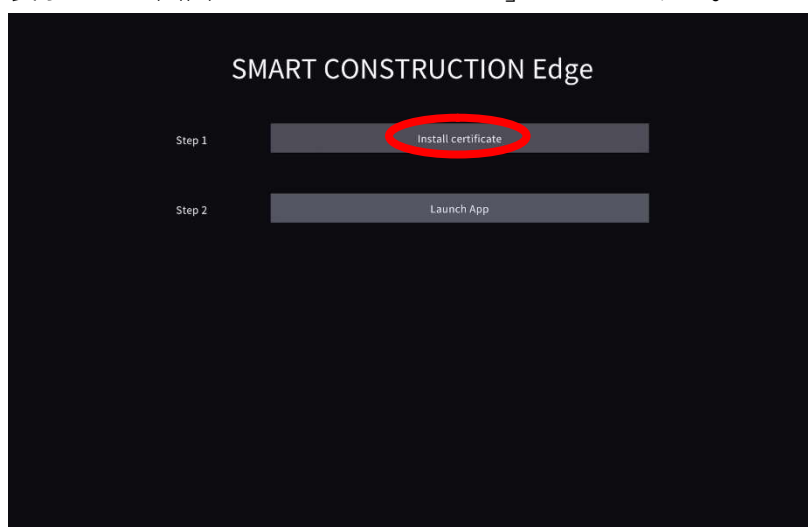 SMART CONSTRUCTION Edge
Step 1
Install certificate
Step 2
Launch App